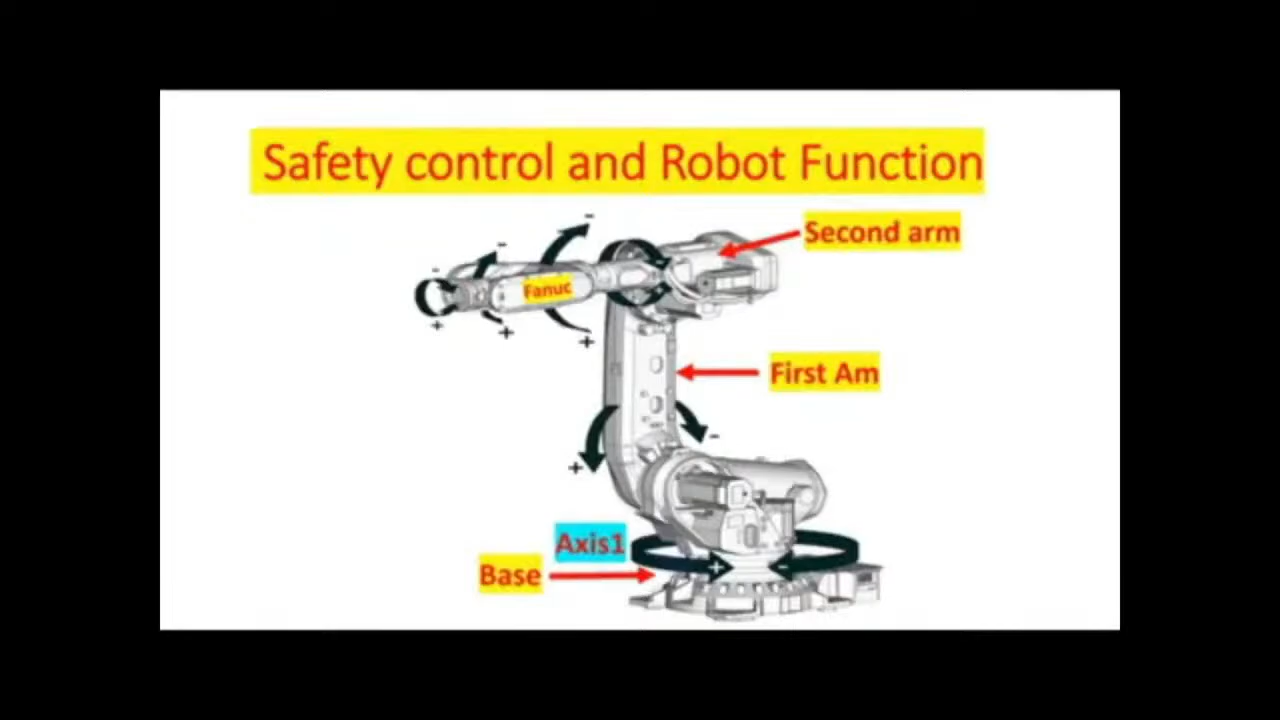 Safety control and Robot Function
Second arm
-
-
-
Fanuc
-
+
+
+
+
First Am
-
+
Axis1
+ -
Base